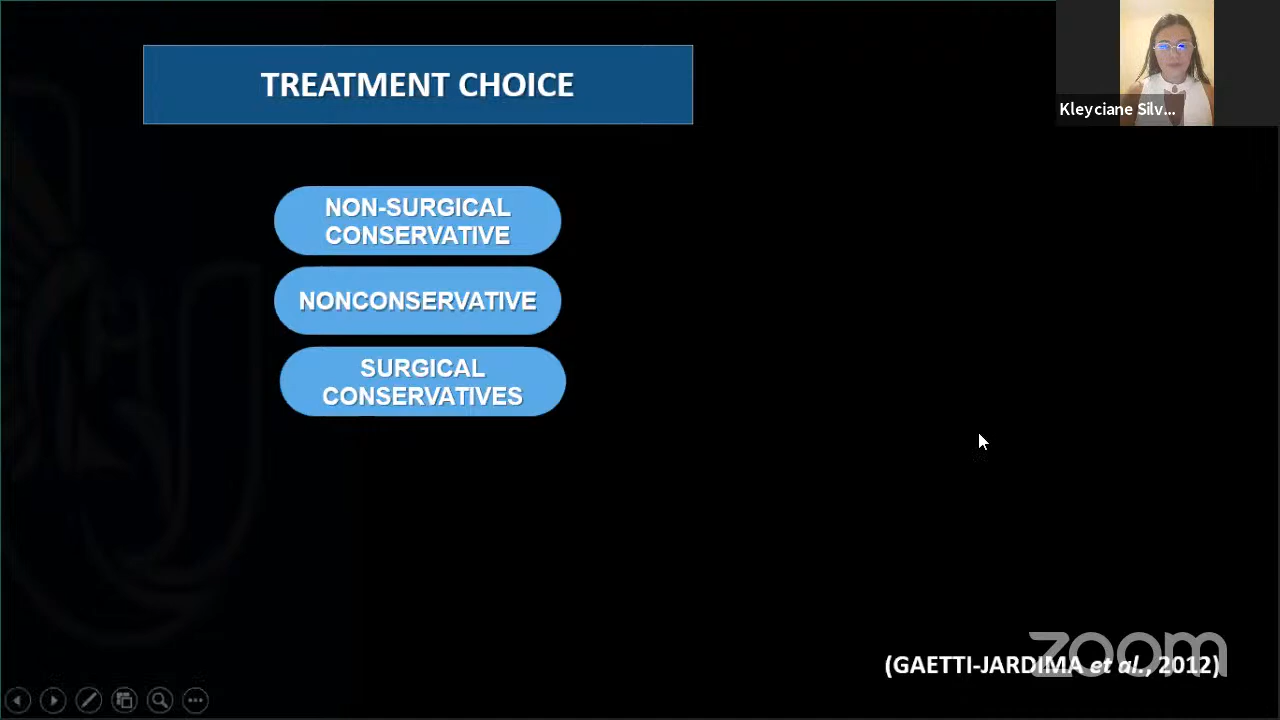 TREATMENT CHOICE
Kleyciane Silv...
NON-SURGICAL
CONSERVATIVE
NONCONSERVATIVE
SURGICAL
CONSERVATIVES
zoom
(GAETTI-JARDIMA et al., 2012)